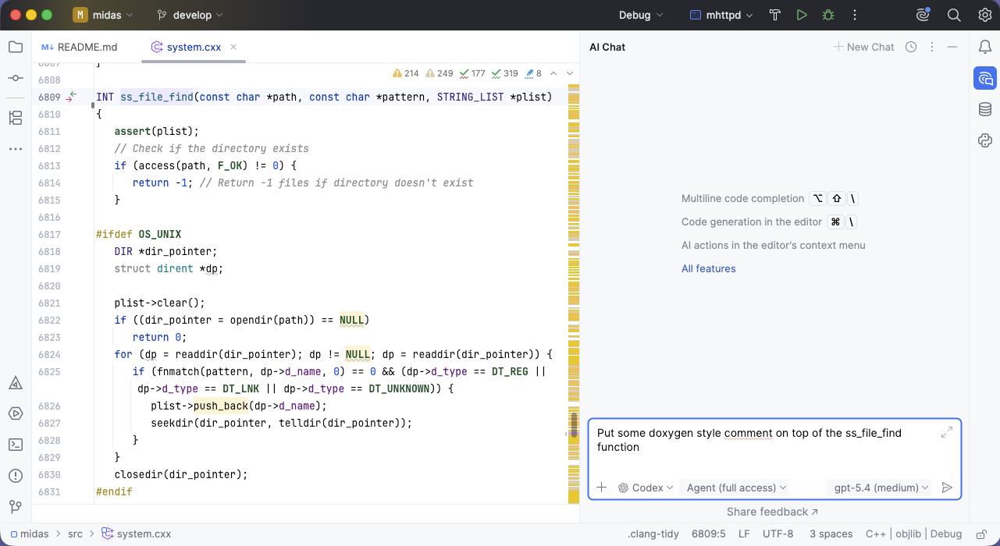 M midas
develop
Debug
mhttpd
M↓ README.md
system.cxx
AI Chat
New Chat
214 249 177 319 8
6807 }
6808
6809 INT ss_file_find(const char *path, const char *pattern, STRING_LIST *plist)
6810 {
6811 assert(plist);
6812 // Check if the directory exists
6813 if (access(path, F_OK) != 0) {
6814 return -1; // Return -1 files if directory doesn't exist
6815 }
6816
6817 #ifdef OS_UNIX
6818 DIR *dir_pointer;
6819 struct dirent *dp;
6820
6821 plist->clear();
6822 if ((dir_pointer = opendir(path)) == NULL)
6823 return 0;
6824 for (dp = readdir(dir_pointer); dp != NULL; dp = readdir(dir_pointer)) {
6825 if (fnmatch(pattern, dp->d_name, 0) == 0 && (dp->d_type == DT_REG ||
dp->d_type == DT_LNK || dp->d_type == DT_UNKNOWN)) {
6826 plist->push_back(dp->d_name);
6827 seekdir(dir_pointer, telldir(dir_pointer));
6828 }
6829 }
6830 closedir(dir_pointer);
6831 #endif
Multiline code completion ⌥ ⇧ \
Code generation in the editor ⌘ \
AI actions in the editor's context menu
All features
Put some doxygen style comment on top of the ss_file_find
function
Codex
Agent (full access)
gpt-5.4 (medium)
Share feedback ↗
midas > src > system.cxx
.clang-tidy 6809:5 LF UTF-8 3 spaces C++ | objlib | Debug